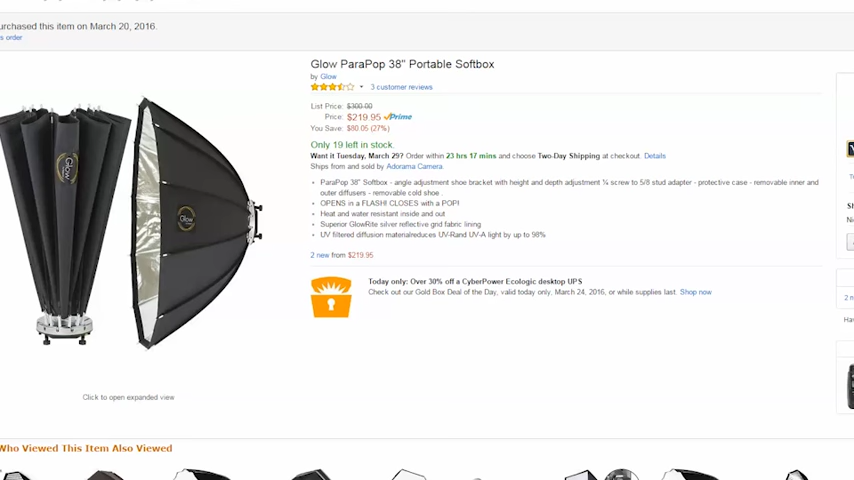 urchased this item on March 20, 2016.
s order
Glow ParaPop 38" Portable Softbox
by Glow
3 customer reviews
List Price: $300.00
Price: $219.95 Prime
You Save: $80.05 (27%)
Only 19 left in stock.
Want it Tuesday, March 29? Order within 23 hrs 17 mins and choose Two-Day Shipping at checkout. Details
Ships from and sold by Adorama Camera.
ParaPop 38" Softbox - angle adjustment shoe bracket with height and depth adjustment ¼ screw to 5/8 stud adapter - protective case - removable inner and
outer diffusers - removable cold shoe .
OPENS in a FLASH! CLOSES with a POP!
Heat and water resistant inside and out
Superior GlowRite silver reflective grid fabric lining
UV filtered diffusion materialreduces UV-Rand UV-A light by up to 98%
2 new from $219.95
Today only: Over 30% off a CyberPower Ecologic desktop UPS
Check out our Gold Box Deal of the Day, valid today only, March 24, 2016, or while supplies last. Shop now
Glow
Glow
Click to open expanded view
Who Viewed This Item Also Viewed